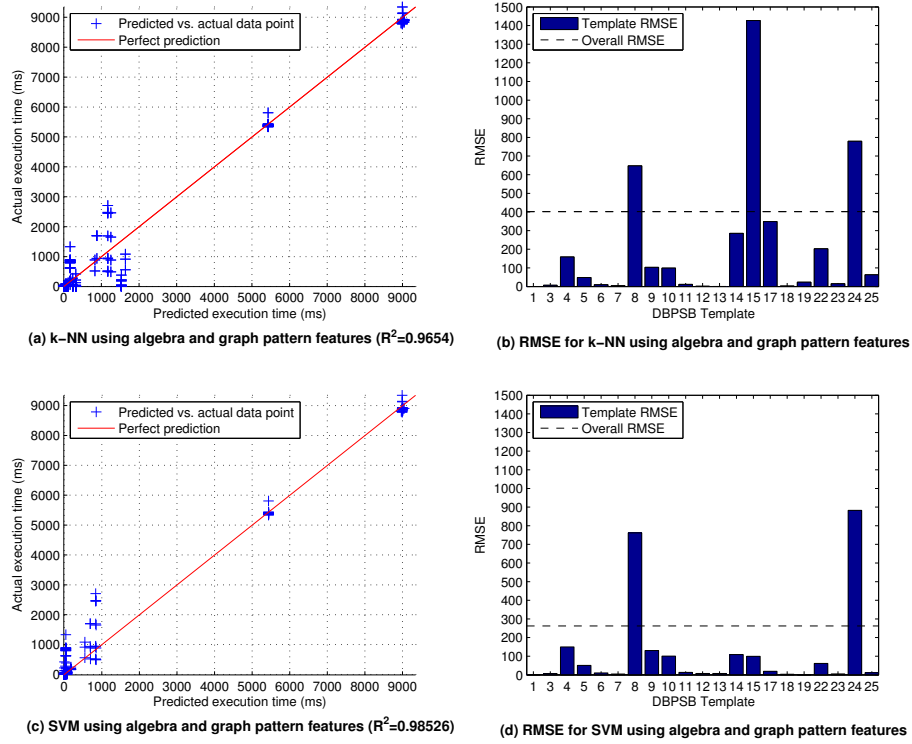 9000
8000
7000
6000
5000
4000
3000
2000
1000
0
Actual execution time (ms)
Predicted vs. actual data point
Perfect prediction
0 1000 2000 3000 4000 5000 6000 7000 8000 9000
Predicted execution time (ms)
(a) k−NN using algebra and graph pattern features (R²=0.9654)
1500
1400
1300
1200
1100
1000
900
800
700
600
500
400
300
200
100
0
RMSE
Template RMSE
Overall RMSE
1 3 4 5 6 7 8 9 10 11 12 13 14 15 17 18 19 22 23 24 25
DBPSB Template
(b) RMSE for k−NN using algebra and graph pattern features
9000
8000
7000
6000
5000
4000
3000
2000
1000
0
Actual execution time (ms)
Predicted vs. actual data point
Perfect prediction
0 1000 2000 3000 4000 5000 6000 7000 8000 9000
Predicted execution time (ms)
(c) SVM using algebra and graph pattern features (R²=0.98526)
1500
1400
1300
1200
1100
1000
900
800
700
600
500
400
300
200
100
0
RMSE
Template RMSE
Overall RMSE
1 3 4 5 6 7 8 9 10 11 12 13 14 15 17 18 19 22 23 24 25
DBPSB Template
(d) RMSE for SVM using algebra and graph pattern features